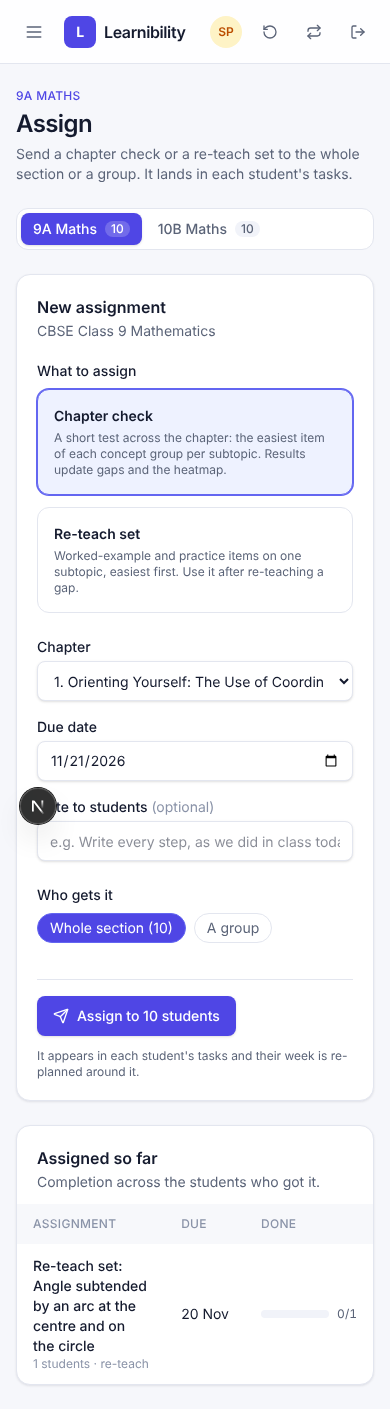 L Learnibility SP
9A MATHS
Assign
Send a chapter check or a re-teach set to the whole
section or a group. It lands in each student's tasks.
9A Maths 10 10B Maths 10
New assignment
CBSE Class 9 Mathematics
What to assign
Chapter check
A short test across the chapter: the easiest item
of each concept group per subtopic. Results
update gaps and the heatmap.
Re-teach set
Worked-example and practice items on one
subtopic, easiest first. Use it after re-teaching a
gap.
Chapter
1. Orienting Yourself: The Use of Coordin
Due date
11/21/2026
N te to students (optional)
e.g. Write every step, as we did in class toda
Who gets it
Whole section (10) A group
Assign to 10 students
It appears in each student's tasks and their week is re-
planned around it.
Assigned so far
Completion across the students who got it.
ASSIGNMENT DUE DONE
Re-teach set:
Angle subtended
by an arc at the
centre and on
the circle
20 Nov 0/1
1 students · re-teach